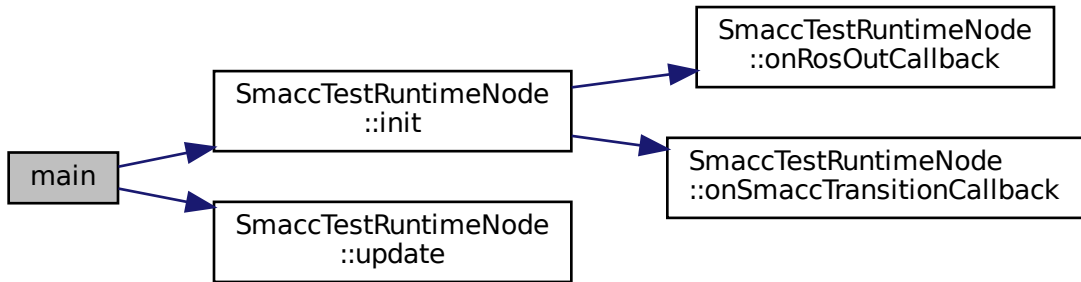 main
SmaccTestRuntimeNode
::init
SmaccTestRuntimeNode
::update
SmaccTestRuntimeNode
::onRosOutCallback
SmaccTestRuntimeNode
::onSmaccTransitionCallback